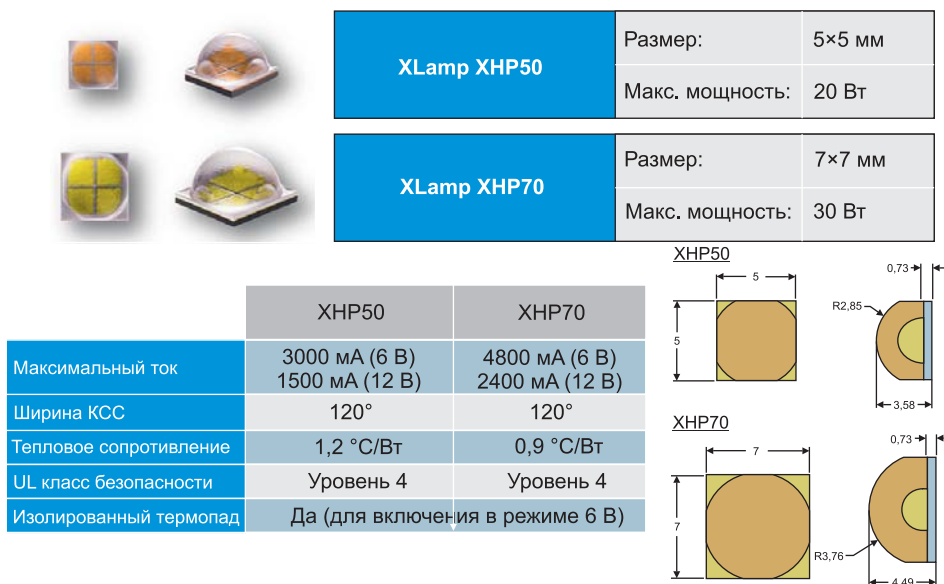 XLamp XHP50
Размер: 5×5 мм
Макс. мощность: 20 Вт
XLamp XHP70
Размер: 7×7 мм
Макс. мощность: 30 Вт
XHP50
5
5
0,73
R2,85
3,58
XHP70
7
7
0,73
R3,76
4,49
XHP50 XHP70
Максимальный ток 3000 мА (6 В) 4800 мА (6 В)
1500 мА (12 В) 2400 мА (12 В)
Ширина КСС 120° 120°
Тепловое сопротивление 1,2 °C/Вт 0,9 °C/Вт
UL класс безопасности Уровень 4 Уровень 4
Изолированный термопад Да (для включения в режиме 6 В)